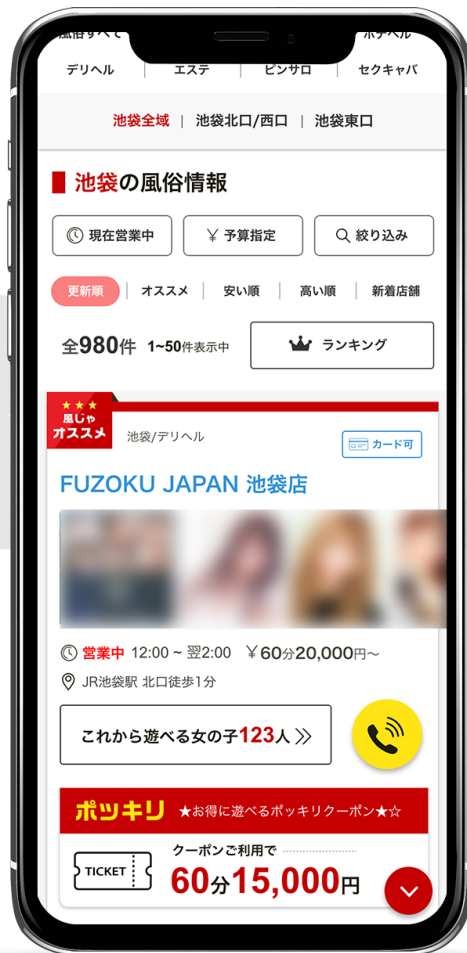 風俗すべて ホテヘル
デリヘル エステ ピンサロ セクキャバ
池袋全域 | 池袋北口/西口 | 池袋東口
池袋の風俗情報
現在営業中 ￥予算指定 絞り込み
更新順 オススメ 安い順 高い順 新着店舗
全980件 1~50件表示中 ランキング
★★★
風じゃ
オススメ
池袋/デリヘル カード可
FUZOKU JAPAN 池袋店
営業中 12:00 ~ 翌2:00 ￥60分20,000円〜
JR池袋駅 北口徒歩1分
これから遊べる女の子123人
ポッキリ ★お得に遊べるポッキリクーポン★☆
クーポンご利用で
TICKET 60分15,000円